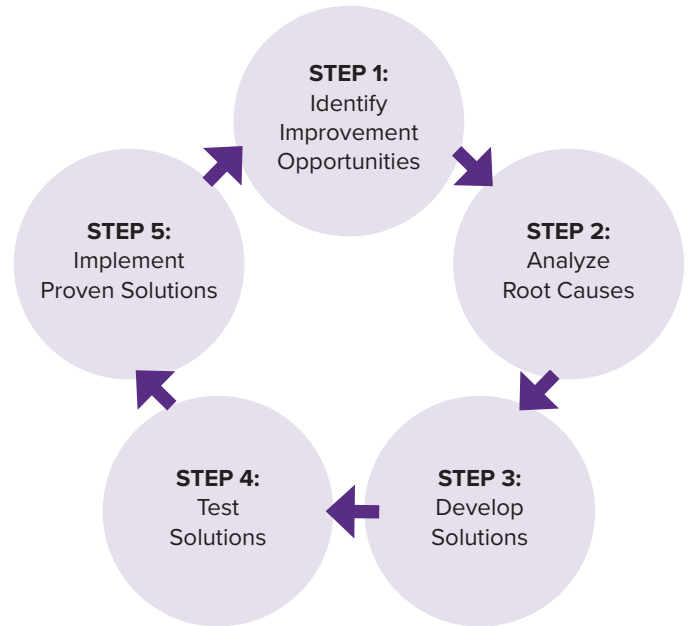 STEP 1:
Identify
Improvement
Opportunities
STEP 2:
Analyze
Root Causes
STEP 3:
Develop
Solutions
STEP 4:
Test
Solutions
STEP 5:
Implement
Proven Solutions